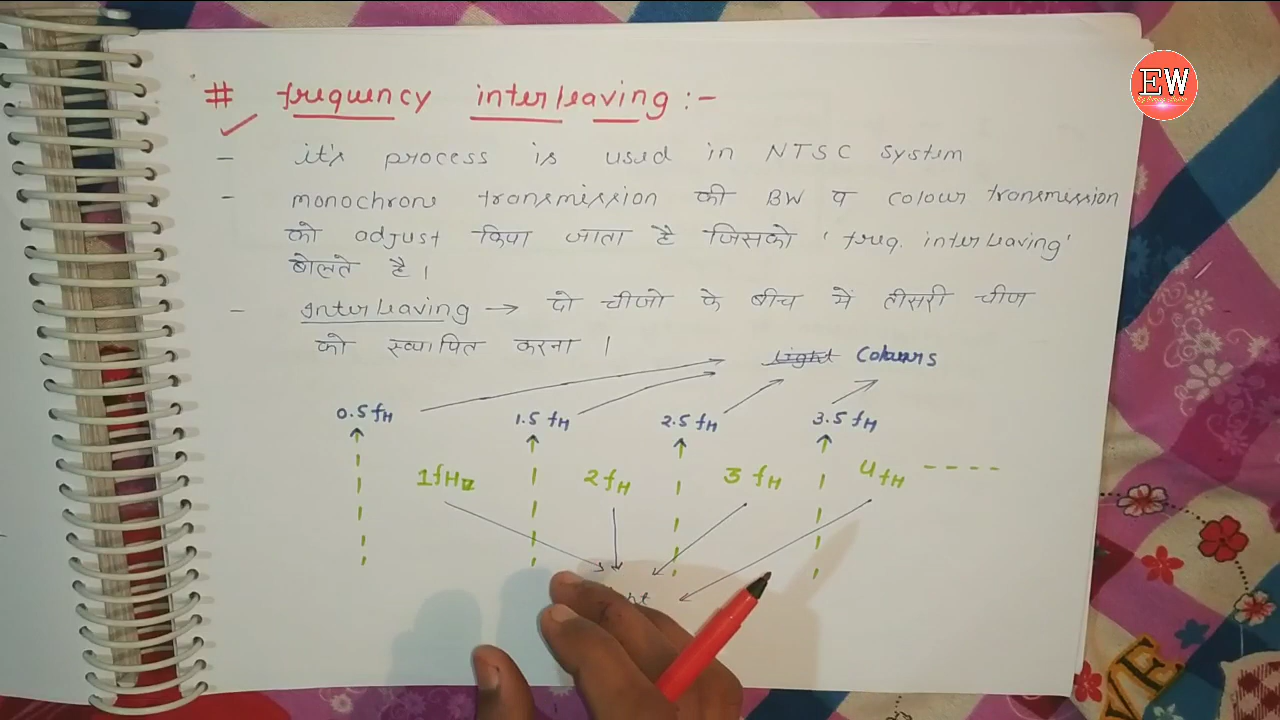 EW
# frequency interleaving :-
- it's process is used in NTSC system
- monochrone transmission की BW व colour transmission
को adjust किया जाता है जिसको 'freq. interleaving'
बोलते है।
- Interleaving → दो चीजो के बीच में तीसरी चीज
को स्थापित करना।
Light Colours
0.5 fH 1.5 fH 2.5 fH 3.5 fH
1fH 2fH 3 fH 4fH ----